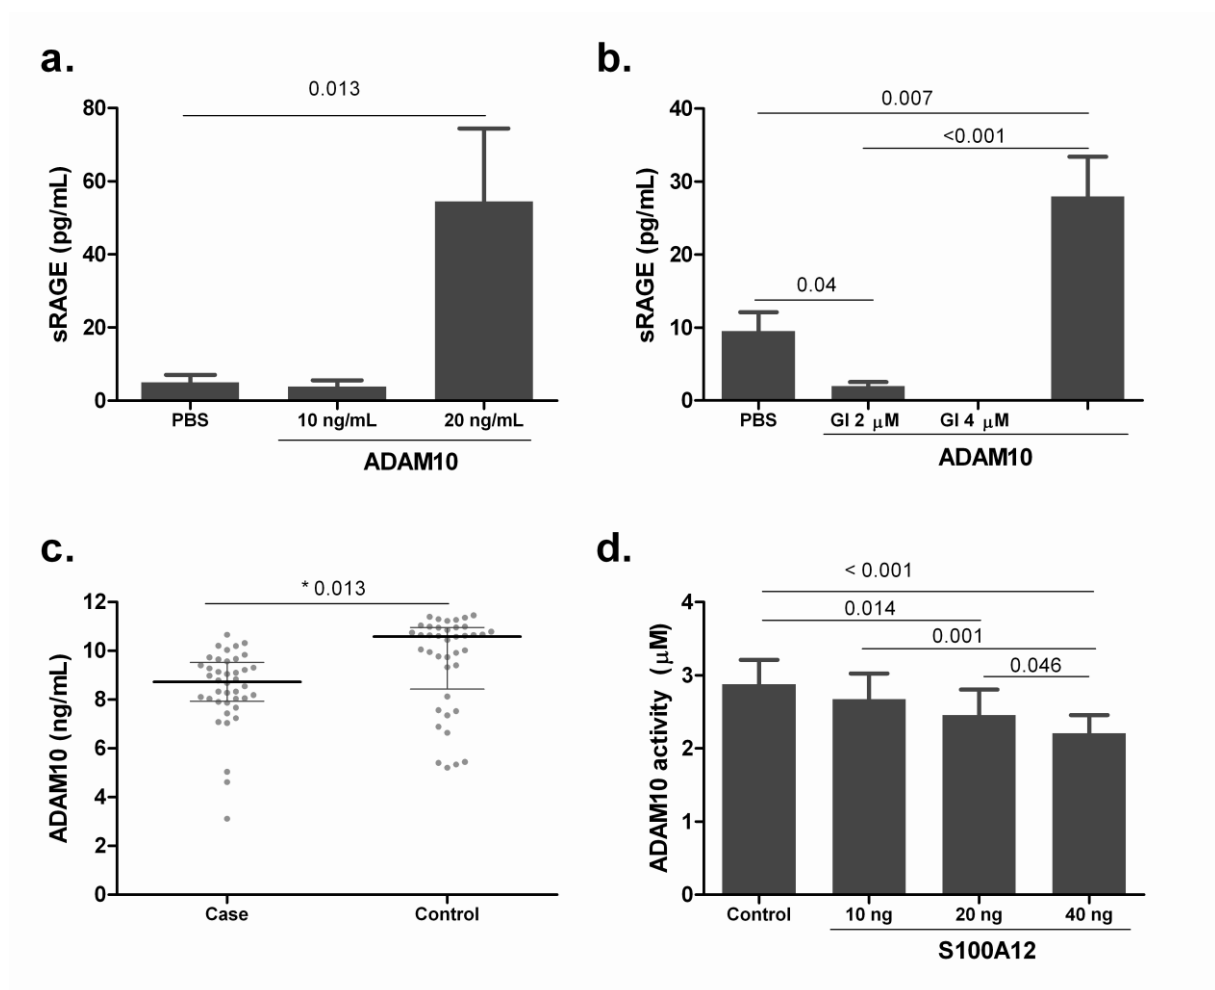 a.
0.013
sRAGE (pg/mL)
80
60
40
20
0
PBS
10 ng/mL
20 ng/mL
ADAM10
b.
0.007
<0.001
0.04
sRAGE (pg/mL)
40
30
20
10
0
PBS
GI 2 μM
GI 4 μM
ADAM10
c.
* 0.013
ADAM10 (ng/mL)
12
10
8
6
4
2
0
Case
Control
d.
< 0.001
0.014
0.001
0.046
ADAM10 activity (μM)
4
3
2
1
0
Control
10 ng
20 ng
40 ng
S100A12